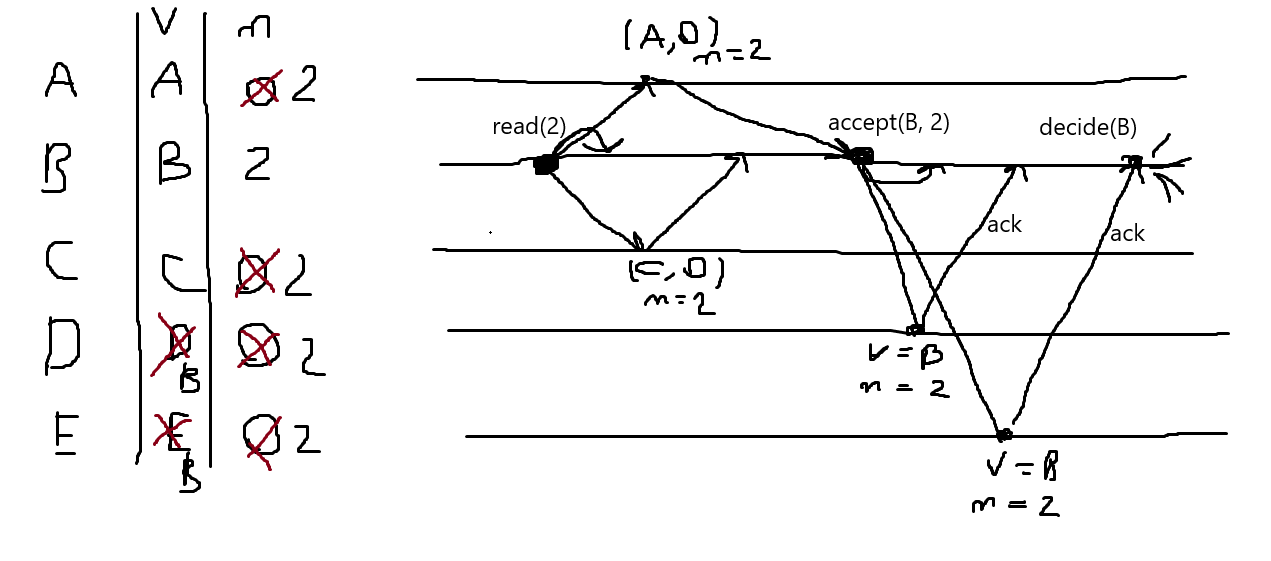 V n
A A 0 2
B B 2
C C 0 2
D D 0 2
B
E E 0 2
B
(A,0)
n=2
read(2)
accept(B, 2)
decide(B)
ack
ack
(C,0)
n=2
V=B
n=2
V=B
n=2